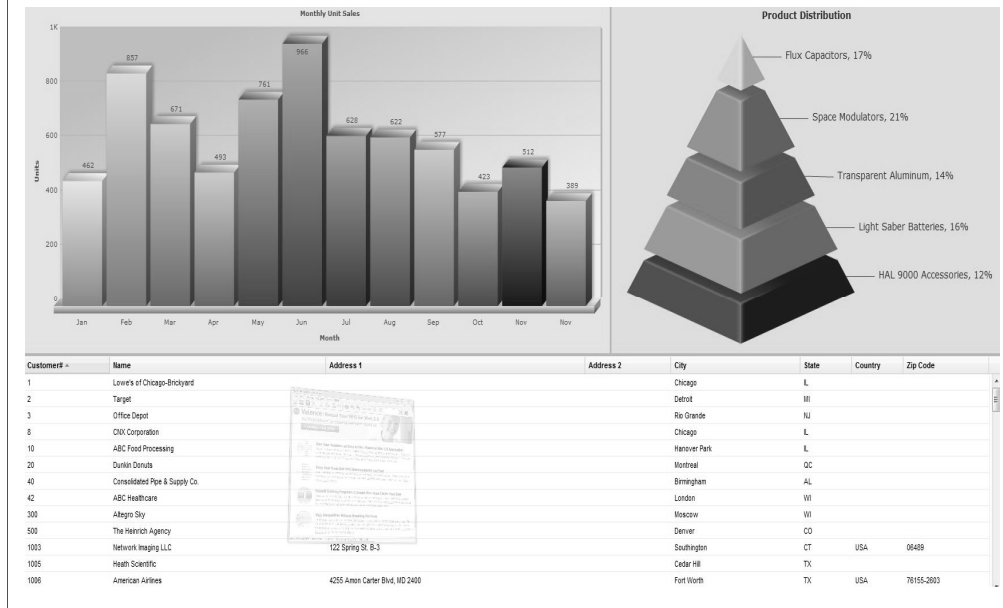 Monthly Unit Sales
1K
800
600
400
200
0
Units
462
857
671
493
761
966
628
622
577
423
512
389
Jan Feb Mar Apr May Jun Jul Aug Sep Oct Nov Nov
Month
Product Distribution
Flux Capacitors, 17%
Space Modulators, 21%
Transparent Aluminum, 14%
Light Saber Batteries, 16%
HAL 9000 Accessories, 12%
Customer# Name Address 1 Address 2 City State Country Zip Code
1 Lowe's of Chicago-Brickyard Chicago IL
2 Target Detroit MI
3 Office Depot Rio Grande NJ
8 CNX Corporation Chicago IL
10 ABC Food Processing Hanover Park IL
20 Dunkin Donuts Montreal QC
40 Consolidated Pipe & Supply Co. Birmingham AL
42 ABC Healthcare London WI
300 Altegro Sky Moscow WI
500 The Heinrich Agency Denver CO
1003 Network Imaging LLC 122 Spring St. B-3 Southington CT USA 06489
1005 Heath Scientific Cedar Hill TX
1006 American Airlines 4255 Amon Carter Blvd, MD 2400 Fort Worth TX USA 76155-2603